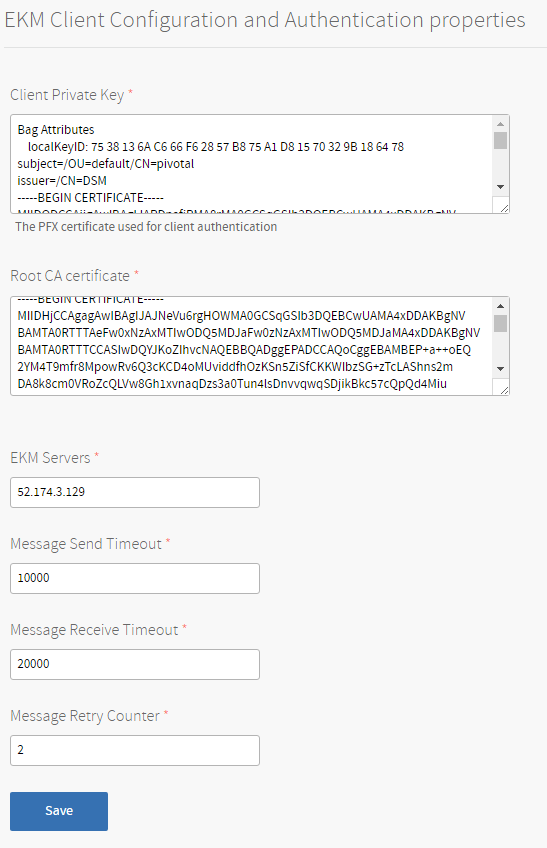 EKM Client Configuration and Authentication properties
Client Private Key *
Bag Attributes
localKeyID: 75 38 13 6A C6 66 F6 28 57 B8 75 A1 D8 15 70 32 9B 18 64 78
subject=/OU=default/CN=pivotal
issuer=/CN=DSM
-----BEGIN CERTIFICATE-----
The PFX certificate used for client authentication
Root CA certificate *
-----BEGIN CERTIFICATE-----
MIIDHjCCAgagAwIBAgIJAJNeVu6rgHOWMA0GCSqGSIb3DQEBCwUAMA4xDDAKBgNV
BAMTA0RTTTAeFw0xNzAxMTIwODQ5MDJaFw0zNzAxMTIwODQ5MDJaMA4xDDAKBgNV
BAMTA0RTTTCCASIwDQYJKoZIhvcNAQEBBQADggEPADCCAQoCggEBAMBEP+a++oEQ
2YM4T9mfr8MpowRv6Q3cKCD4oMUviddfhOzKSn5ZiSfCKKWIbzSG+zTcLAShns2m
DA8k8cm0VRoZcQLVw8Gh1xvnaqDzs3a0Tun4lsDnvvqwqSDjikBkc57cQpQd4Miu
EKM Servers *
52.174.3.129
Message Send Timeout *
10000
Message Receive Timeout *
20000
Message Retry Counter *
2
Save